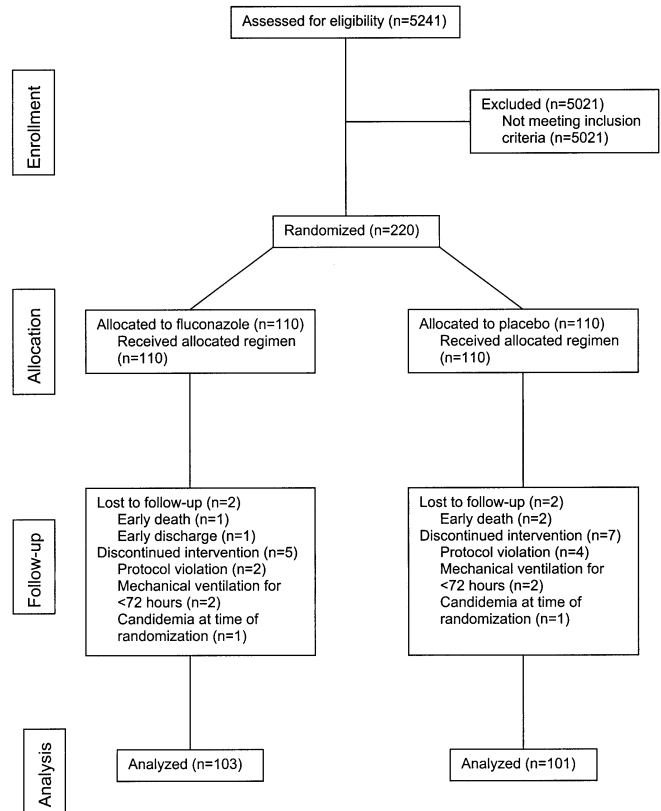 Assessed for eligibility (n=5241)
Enrollment
Excluded (n=5021)
Not meeting inclusion
criteria (n=5021)
Randomized (n=220)
Allocation
Allocated to fluconazole (n=110)
Received allocated regimen
(n=110)
Allocated to placebo (n=110)
Received allocated regimen
(n=110)
Follow-up
Lost to follow-up (n=2)
Early death (n=1)
Early discharge (n=1)
Discontinued intervention (n=5)
Protocol violation (n=2)
Mechanical ventilation for
<72 hours (n=2)
Candidemia at time of
randomization (n=1)
Lost to follow-up (n=2)
Early death (n=2)
Discontinued intervention (n=7)
Protocol violation (n=4)
Mechanical ventilation for
<72 hours (n=2)
Candidemia at time of
randomization (n=1)
Analysis
Analyzed (n=103)
Analyzed (n=101)